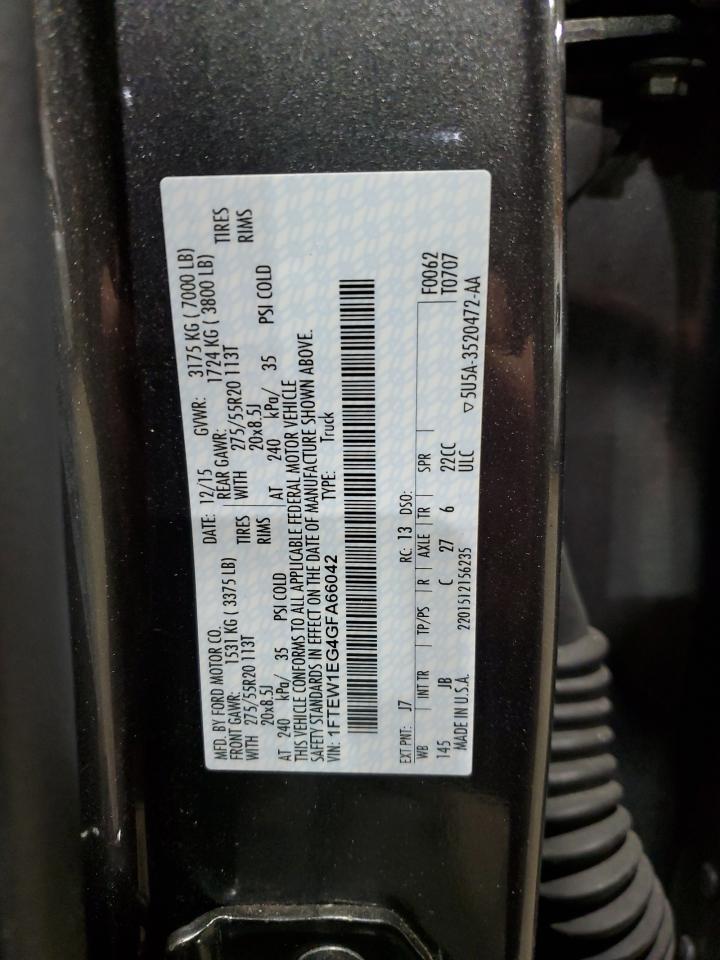 MFD. BY FORD MOTOR CO.
DATE: 12/15 GVWR: 3175 KG ( 7000 LB)
FRONT GAWR: 1531 KG ( 3375 LB) REAR GAWR: 1724 KG ( 3800 LB)
WITH 275/55R20 113T TIRES WITH 275/55R20 113T TIRES
20x8.5J RIMS 20x8.5J RIMS
AT 240 kPa/ 35 PSI COLD AT 240 kPa/ 35 PSI COLD
THIS VEHICLE CONFORMS TO ALL APPLICABLE FEDERAL MOTOR VEHICLE
SAFETY STANDARDS IN EFFECT ON THE DATE OF MANUFACTURE SHOWN ABOVE.
VIN: 1FTEW1EG4GFA66042 TYPE: Truck
EXT PNT: J7 RC: 13 DSO: F0062
WB INT TR TP/PS R AXLE TR SPR T0707
145 JB C 27 6 22CC
MADE IN U.S.A. 2201512156235 ULC ▽5U5A-3520472-AA